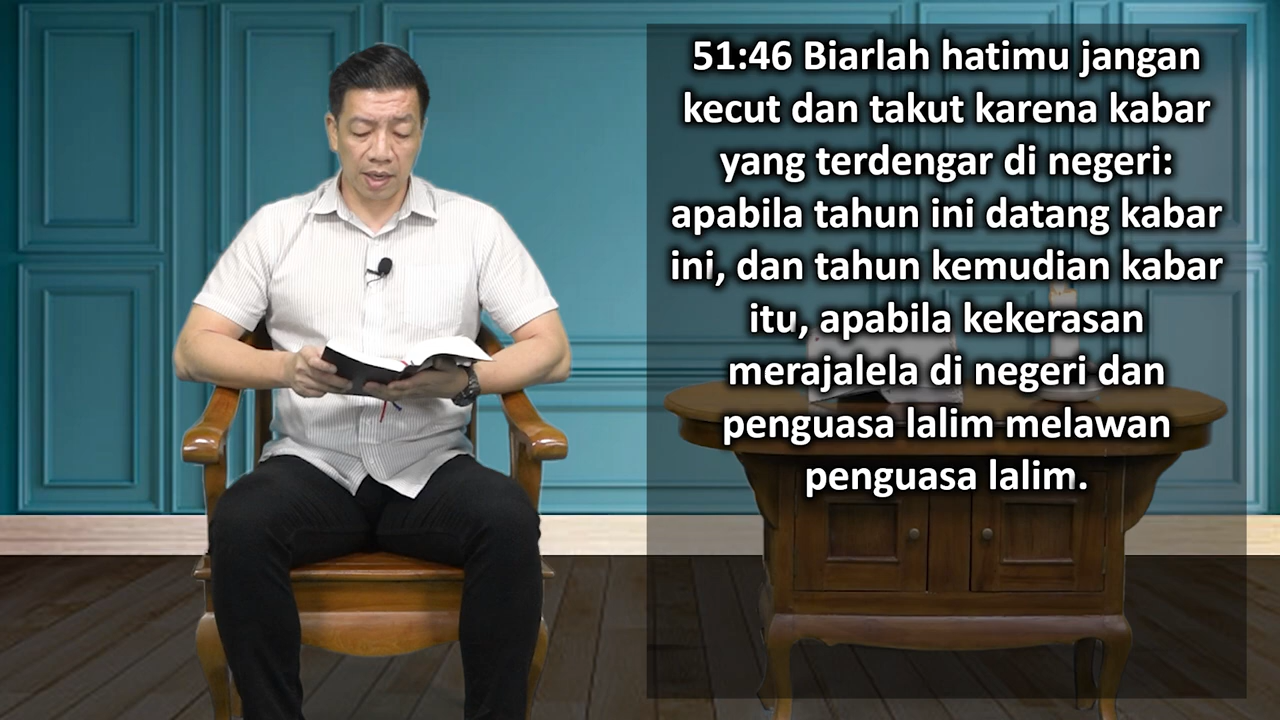 51:46 Biarlah hatimu jangan
kecut dan takut karena kabar
yang terdengar di negeri:
apabila tahun ini datang kabar
ini, dan tahun kemudian kabar
itu, apabila kekerasan
merajalela di negeri dan
penguasa lalim melawan
penguasa lalim.